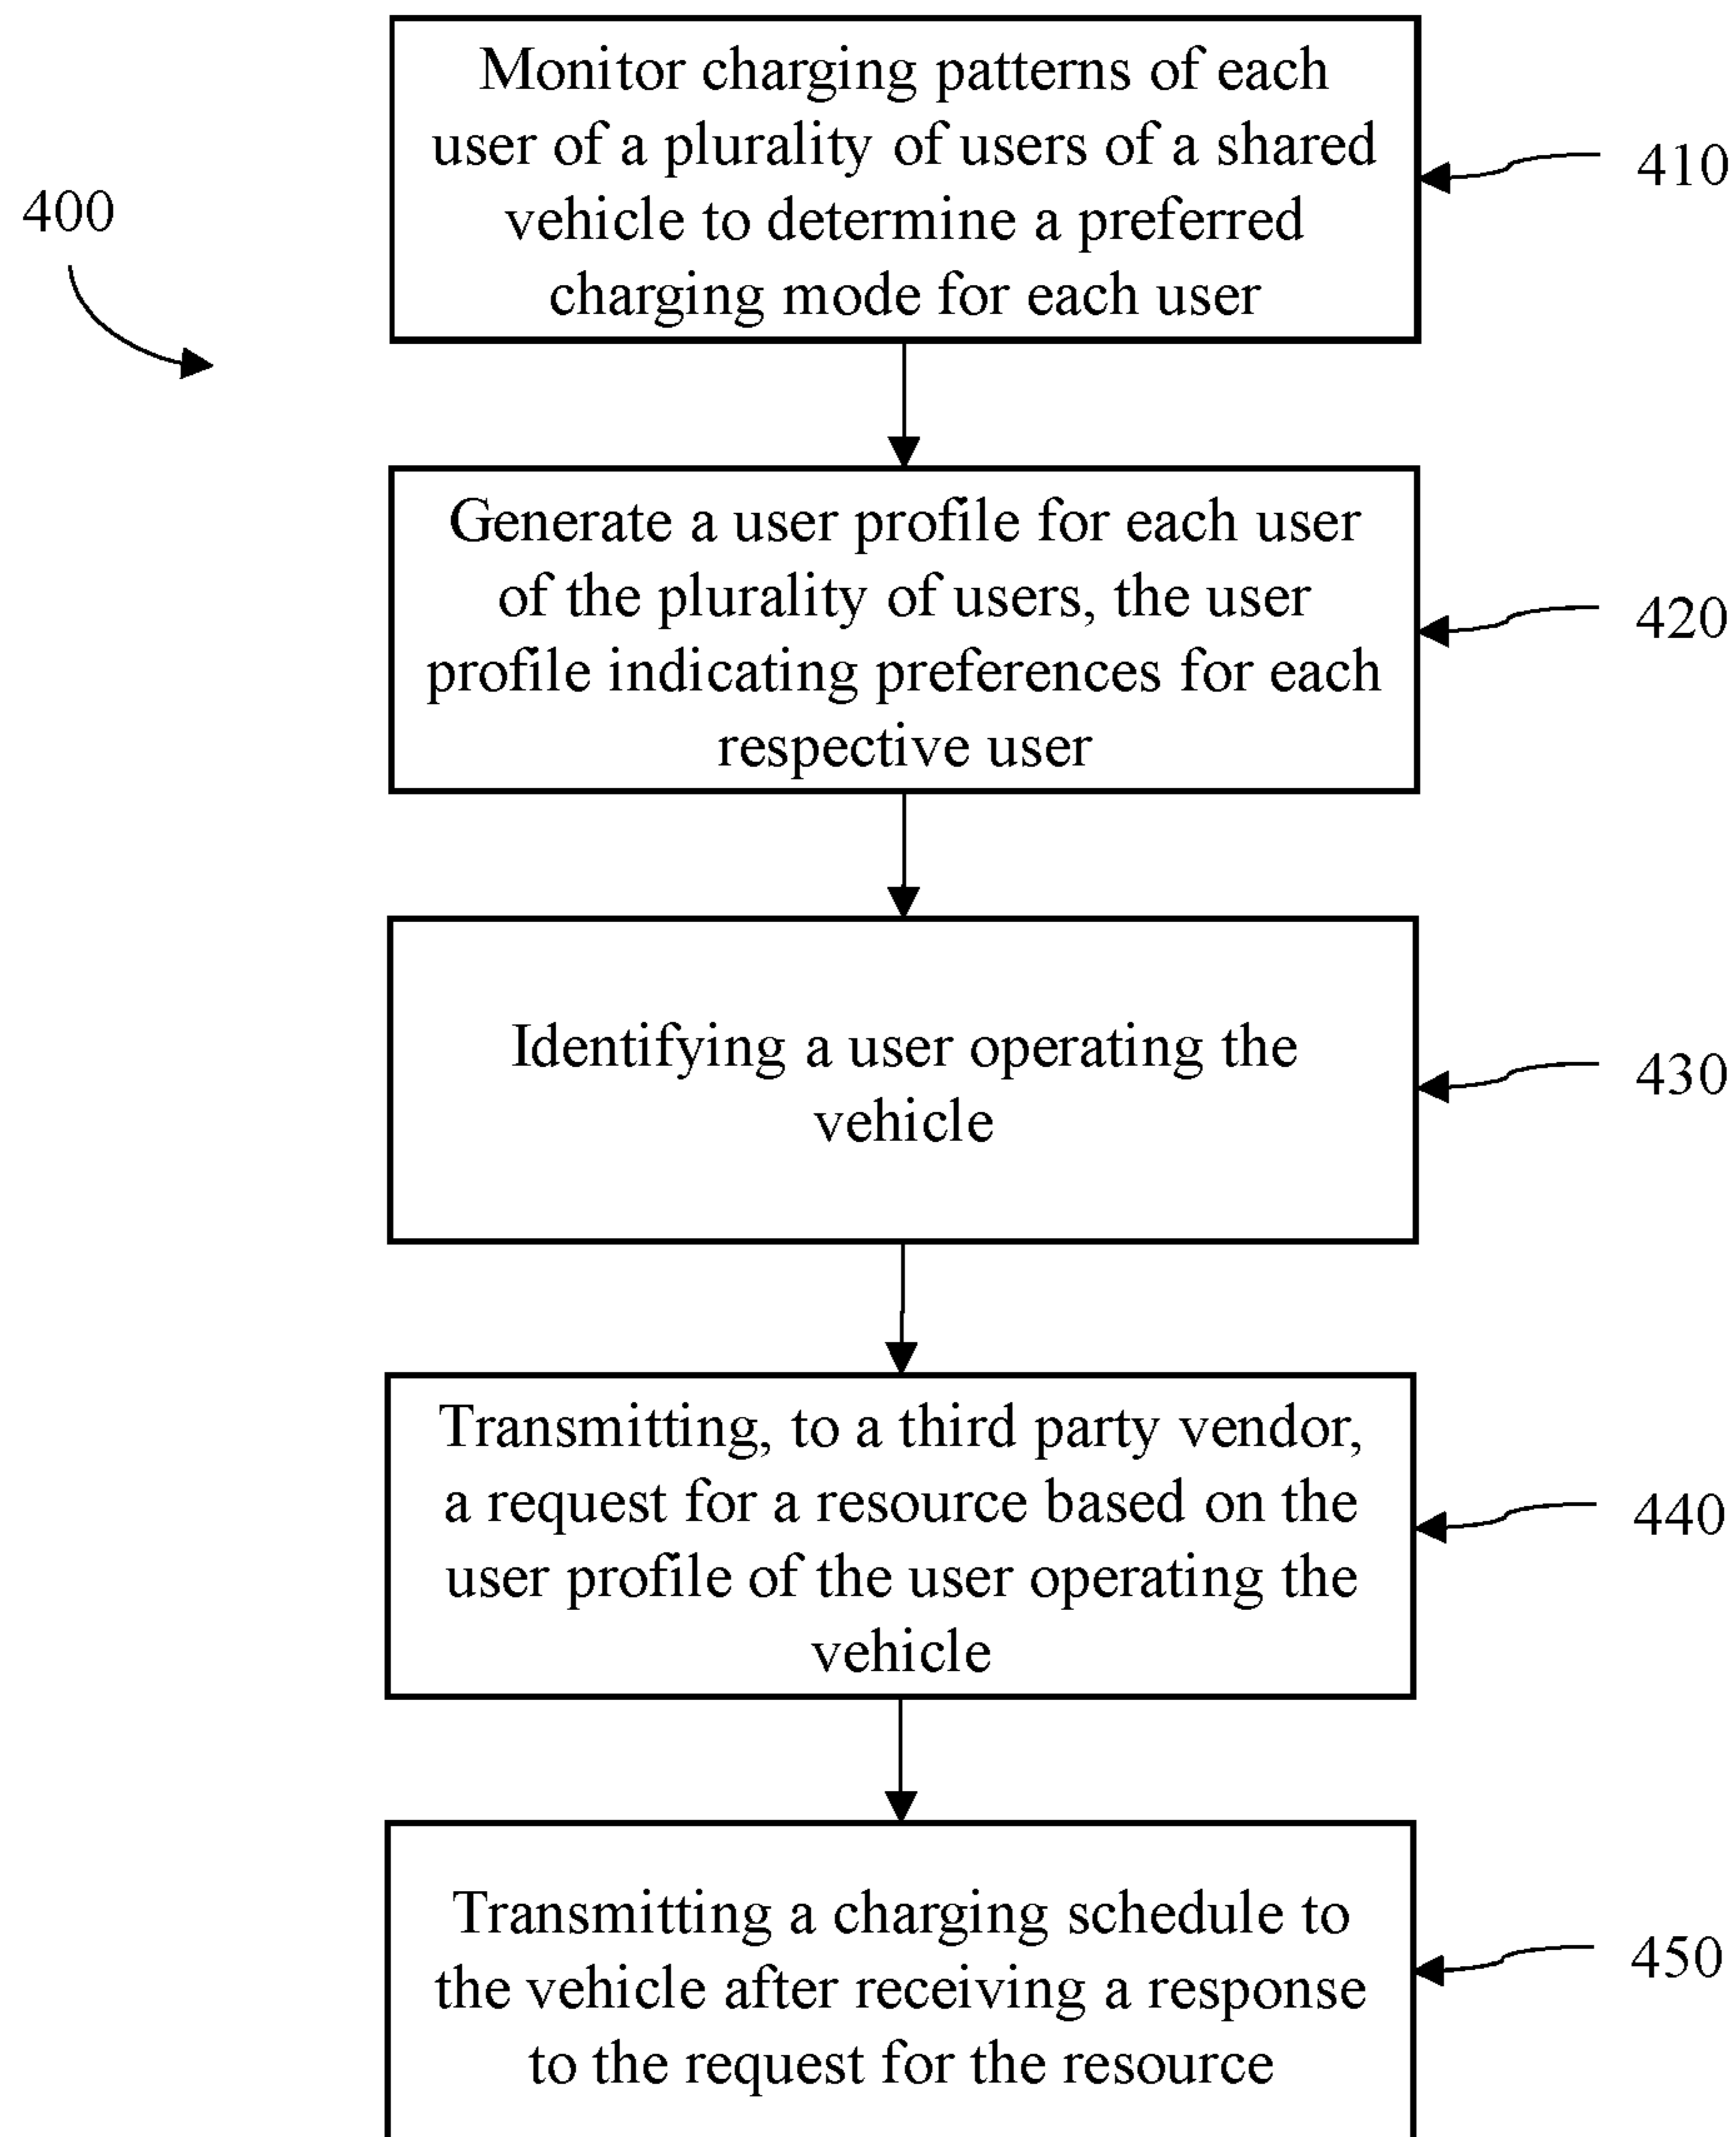 400
Monitor charging patterns of each
user of a plurality of users of a shared
vehicle to determine a preferred
charging mode for each user
410
Generate a user profile for each user
of the plurality of users, the user
profile indicating preferences for each
respective user
420
Identifying a user operating the
vehicle
430
Transmitting, to a third party vendor,
a request for a resource based on the
user profile of the user operating the
vehicle
440
Transmitting a charging schedule to
the vehicle after receiving a response
to the request for the resource
450